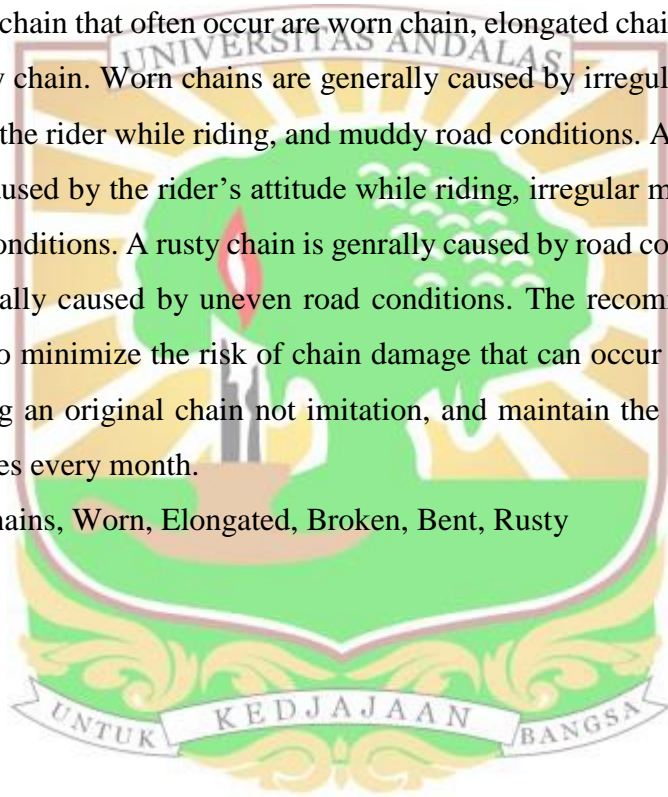 chain that often occur are worn chain, elongated chai
UNIVERSITAS ANDALAS
chain. Worn chains are generally caused by irregul
the rider while riding, and muddy road conditions. A
used by the rider’s attitude while riding, irregular m
onditions. A rusty chain is genrally caused by road co
ally caused by uneven road conditions. The recom
o minimize the risk of chain damage that can occur
g an original chain not imitation, and maintain the
es every month.
hains, Worn, Elongated, Broken, Bent, Rusty
UNTUK KEDJAJAAN BANGSA